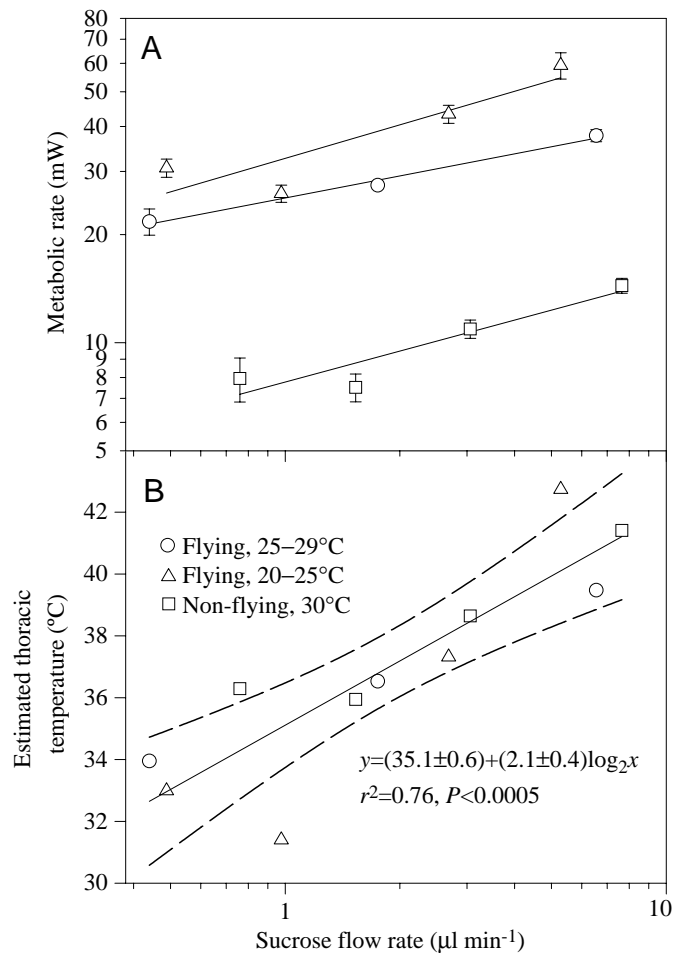 A
80
70
60
50
40
30
20
10
9
8
7
6
5
Metabolic rate (mW)
B
Flying, 25–29°C
Flying, 20–25°C
Non-flying, 30°C
42
40
38
36
34
32
30
Estimated thoracic
temperature (°C)
y=(35.1±0.6)+(2.1±0.4)log₂x
r²=0.76, P<0.0005
1
10
Sucrose flow rate (μl min⁻¹)